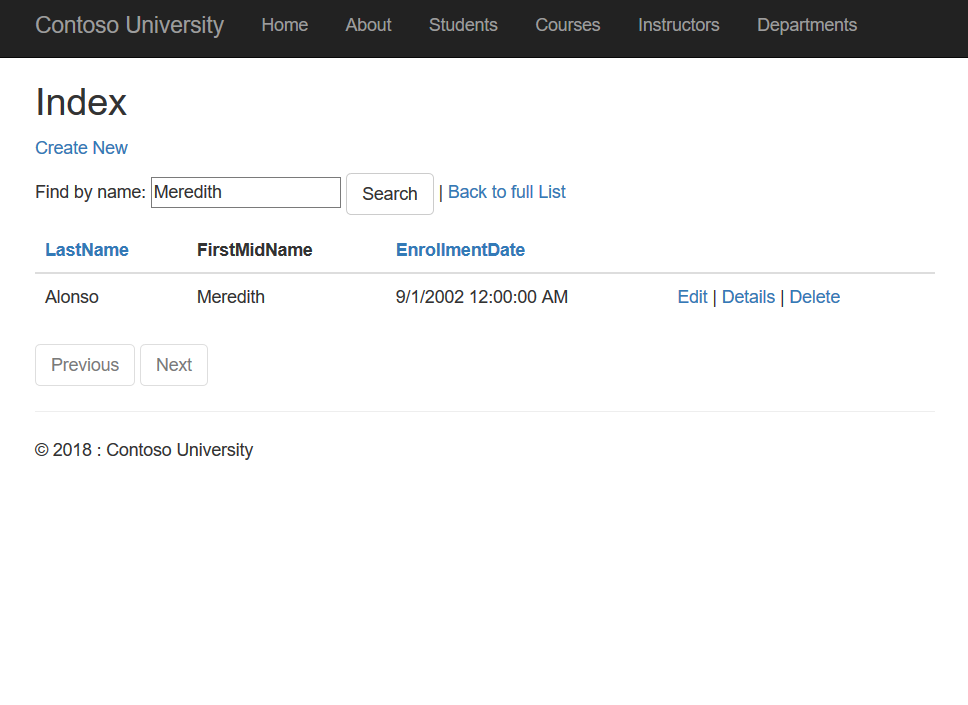 Contoso University Home About Students Courses Instructors Departments
Index
Create New
Find by name: Meredith Search | Back to full List
LastName FirstMidName EnrollmentDate
Alonso Meredith 9/1/2002 12:00:00 AM Edit | Details | Delete
Previous Next
© 2018 : Contoso University